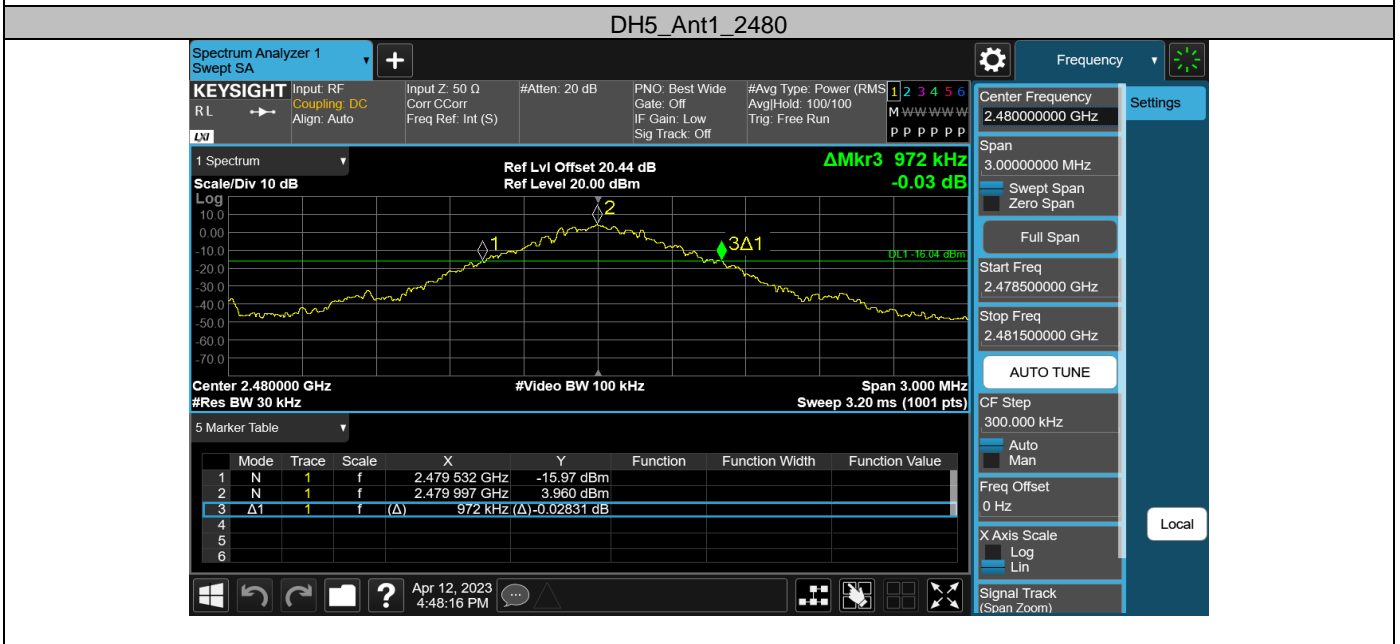 DH5_Ant1_2480
Spectrum Analyzer 1
Swept SA
Frequency
KEYSIGHT
RL
LXI
Input: RF
Coupling: DC
Align: Auto
Input Z: 50 Ω
Corr CCorr
Freq Ref: Int (S)
#Atten: 20 dB
PNO: Best Wide
Gate: Off
IF Gain: Low
Sig Track: Off
#Avg Type: Power (RMS
Avg|Hold: 100/100
Trig: Free Run
1 2 3 4 5 6
M W W W W W
P P P P P P
1 Spectrum
Scale/Div 10 dB
Ref Lvl Offset 20.44 dB
Ref Level 20.00 dBm
ΔMkr3 972 kHz
-0.03 dB
Log
10.0
0.00
-10.0
-20.0
-30.0
-40.0
-50.0
-60.0
-70.0
1
2
3Δ1
DL1 -16.04 dBm
Center 2.480000 GHz
#Video BW 100 kHz
Span 3.000 MHz
#Res BW 30 kHz
Sweep 3.20 ms (1001 pts)
5 Marker Table
Mode Trace Scale X Y Function Function Width Function Value
1 N 1 f 2.479 532 GHz -15.97 dBm
2 N 1 f 2.479 997 GHz 3.960 dBm
3 Δ1 1 f (Δ) 972 kHz (Δ) -0.02831 dB
4
5
6
Apr 12, 2023
4:48:16 PM
Center Frequency
2.480000000 GHz
Settings
Span
3.00000000 MHz
Swept Span
Zero Span
Full Span
Start Freq
2.478500000 GHz
Stop Freq
2.481500000 GHz
AUTO TUNE
CF Step
300.000 kHz
Auto
Man
Freq Offset
0 Hz
X Axis Scale
Log
Lin
Local
Signal Track
(Span Zoom)